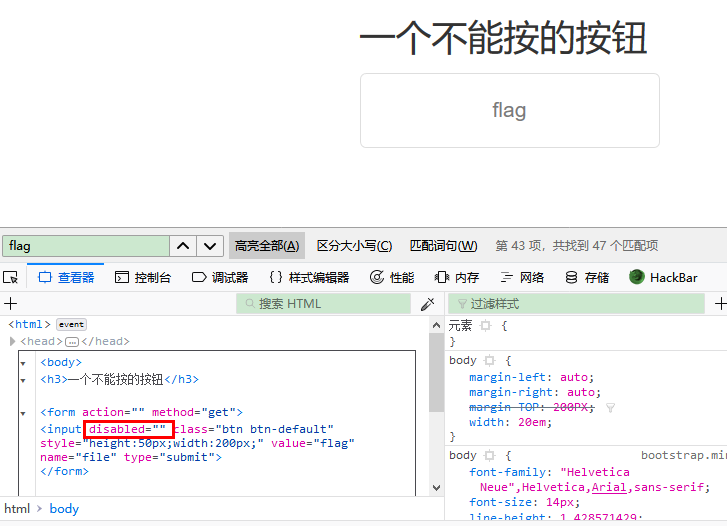 一个不能按的按钮
flag
flag 高亮全部(A) 区分大小写(C) 匹配词句(W) 第 43 项，共找到 47 个匹配项
查看器 控制台 调试器 {} 样式编辑器 性能 内存 网络 存储 HackBar
搜索 HTML
过滤样式
<html> event
<head> … </head>
<body>
<h3>一个不能按的按钮</h3>
<form action="" method="get">
<input disabled="" class="btn btn-default"
style="height:50px;width:200px;" value="flag"
name="file" type="submit">
</form>
html > body
元素 {
}
body {
margin-left: auto;
margin-right: auto;
margin-TOP: 200PX;
width: 20em;
}
body { bootstrap.mi
font-family: "Helvetica
Neue",Helvetica,Arial,sans-serif;
font-size: 14px;
line-height: 1.428571429;